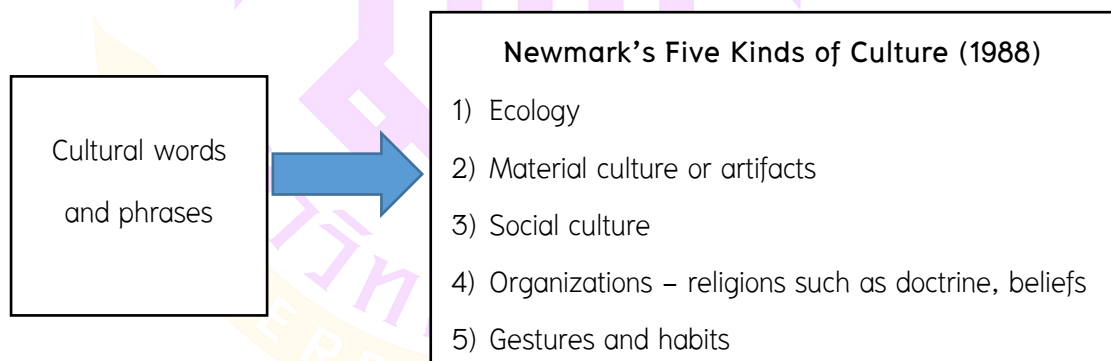 Cultural words
and phrases
Newmark's Five Kinds of Culture (1988)
1) Ecology
2) Material culture or artifacts
3) Social culture
4) Organizations – religions such as doctrine, beliefs
5) Gestures and habits